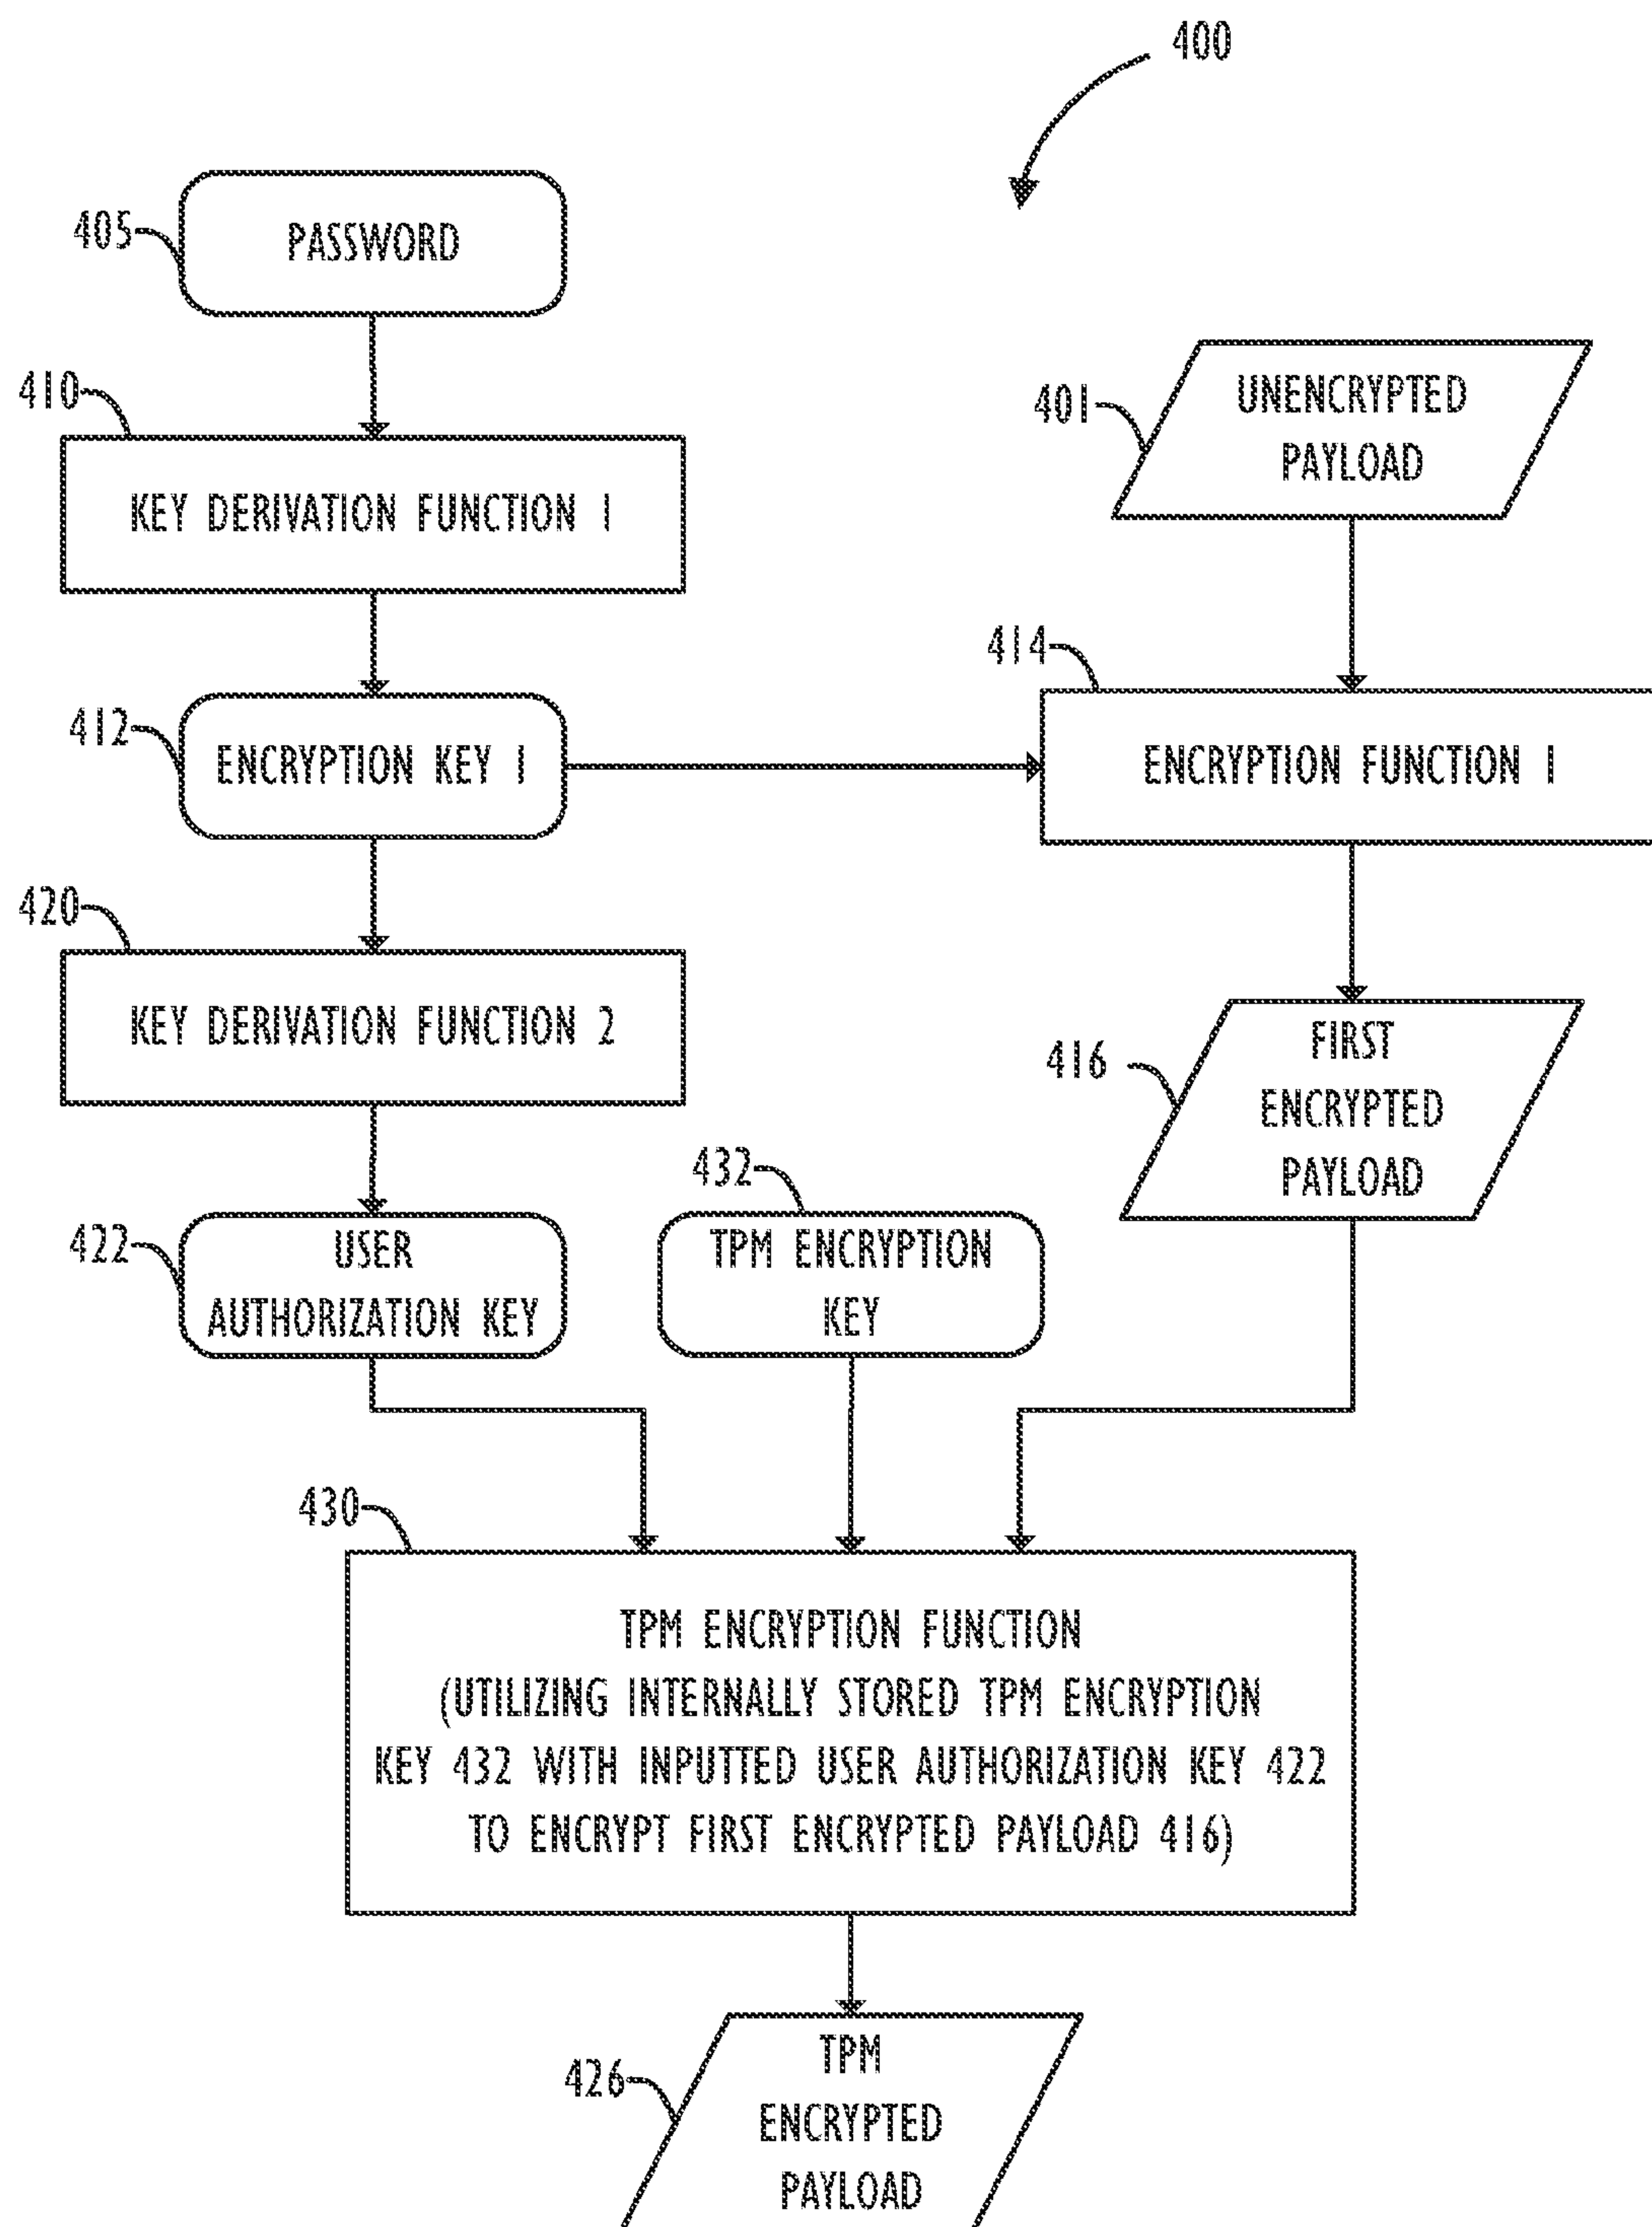 400
405
PASSWORD
410
401
UNENCRYPTED
PAYLOAD
KEY DERIVATION FUNCTION 1
414
412
ENCRYPTION KEY 1
ENCRYPTION FUNCTION 1
420
KEY DERIVATION FUNCTION 2
416
FIRST
ENCRYPTED
PAYLOAD
432
422
USER
AUTHORIZATION KEY
TPM ENCRYPTION
KEY
430
TPM ENCRYPTION FUNCTION
(UTILIZING INTERNALLY STORED TPM ENCRYPTION
KEY 432 WITH INPUTTED USER AUTHORIZATION KEY 422
TO ENCRYPT FIRST ENCRYPTED PAYLOAD 416)
426
TPM
ENCRYPTED
PAYLOAD